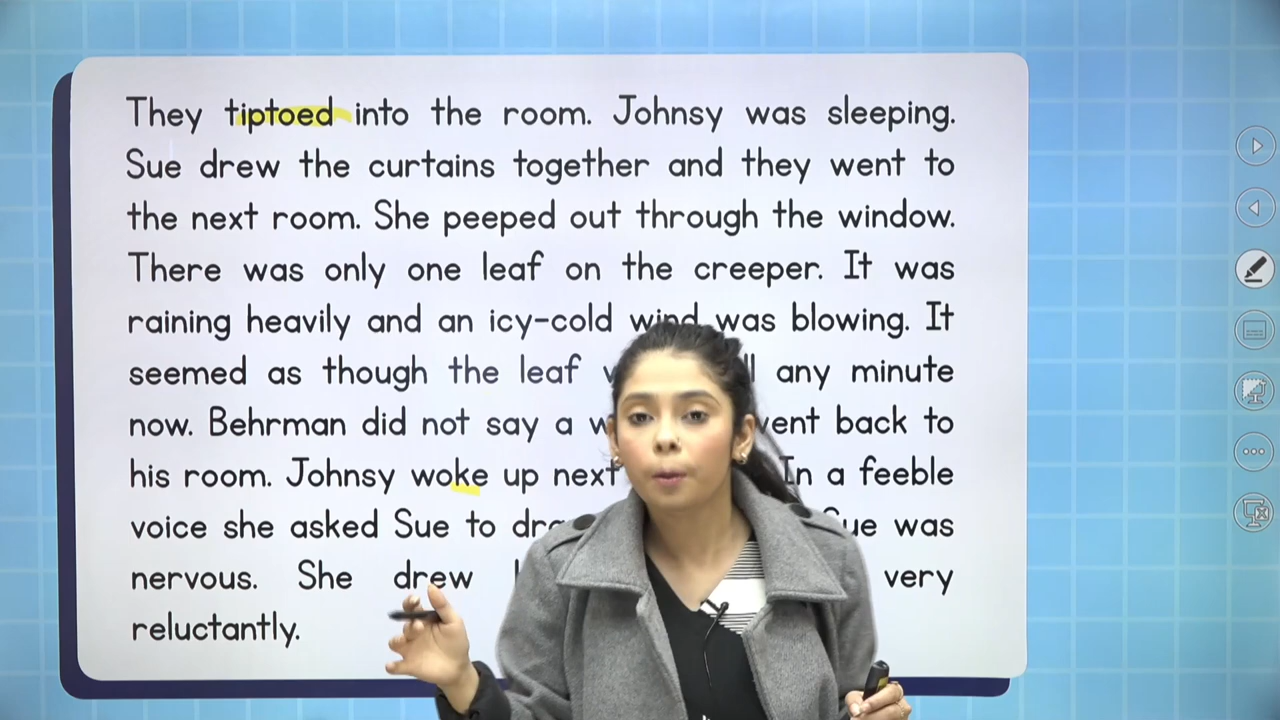 They tiptoed into the room. Johnsy was sleeping.
Sue drew the curtains together and they went to
the next room. She peeped out through the window.
There was only one leaf on the creeper. It was
raining heavily and an icy-cold wind was blowing. It
seemed as though the leaf any minute
now. Behrman did not say a went back to
his room. Johnsy woke up next In a feeble
voice she asked Sue to Sue was
nervous. She drew very
reluctantly.